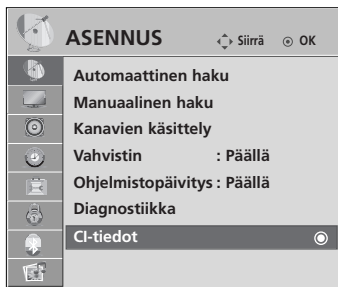 ASENNUS Siirrä OK
Automaattinen haku
Manuaalinen haku
Kanavien käsittely
Vahvistin : Päällä
Ohjelmistopäivitys : Päällä
Diagnostiikka
CI-tiedot